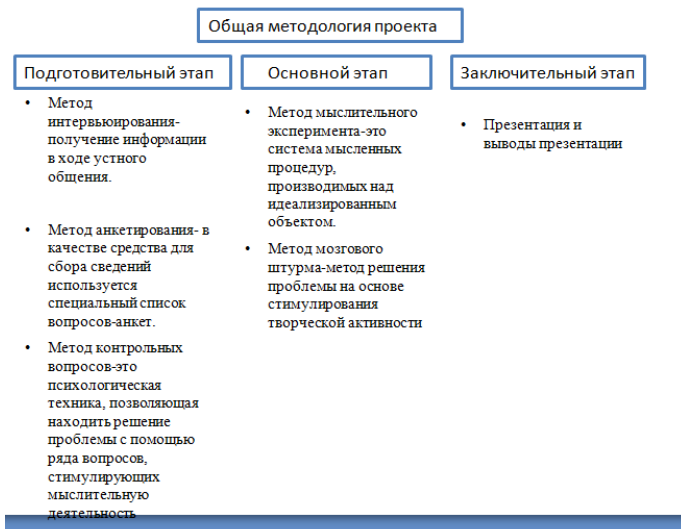 Общая методология проекта
Подготовительный этап
• Метод
интервьюирования-
получение информации
в ходе устного
общения.
• Метод анкетирования- в
качестве средства для
сбора сведений
используется
специальный список
вопросов-анкет.
• Метод контрольных
вопросов-это
психологическая
техника, позволяющая
находить решение
проблемы с помощью
ряда вопросов,
стимулирующих
мыслительную
деятельность
Основной этап
• Метод мыслительного
эксперимента-это
система мысленных
процедур,
производимых над
идеализированным
объектом.
• Метод мозгового
штурма-метод решения
проблемы на основе
стимулирования
творческой активности
Заключительный этап
• Презентация и
выводы презентации